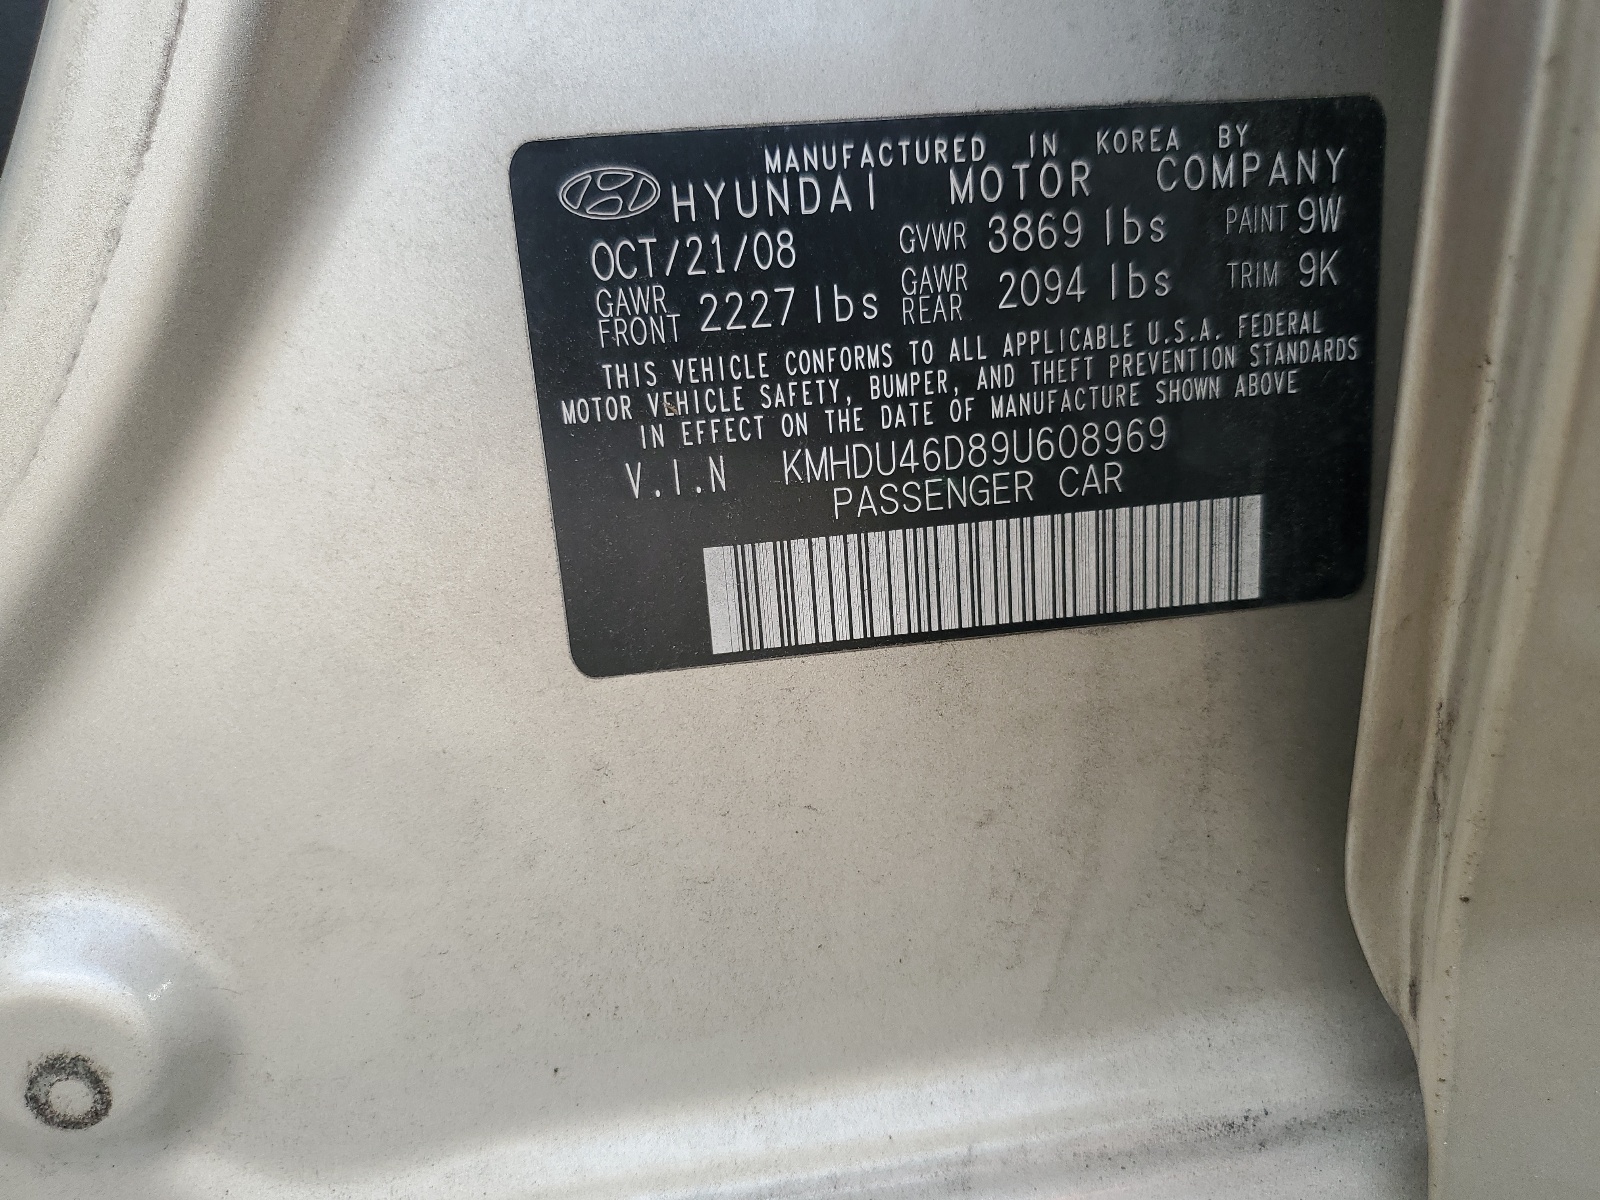 MANUFACTURED IN KOREA BY
HYUNDAI MOTOR COMPANY
OCT/21/08 GVWR 3869 lbs PAINT 9W
GAWR FRONT 2227 lbs GAWR REAR 2094 lbs TRIM 9K
THIS VEHICLE CONFORMS TO ALL APPLICABLE U.S.A. FEDERAL
MOTOR VEHICLE SAFETY, BUMPER, AND THEFT PREVENTION STANDARDS
IN EFFECT ON THE DATE OF MANUFACTURE SHOWN ABOVE
V.I.N KMHDU46D89U608969
PASSENGER CAR